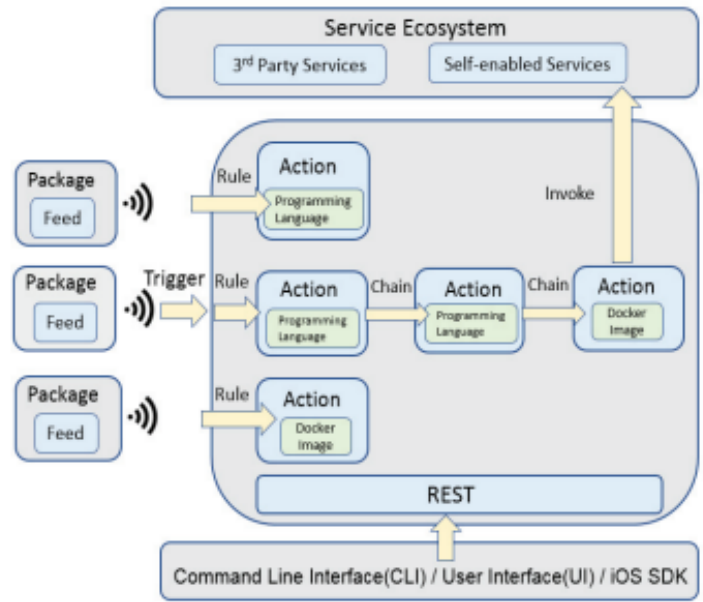 Service Ecosystem
3rd Party Services
Self-enabled Services
Package
Feed
Rule
Action
Programming
Language
Invoke
Package
Feed
Trigger
Rule
Action
Programming
Language
Chain
Action
Programming
Language
Chain
Action
Docker
Image
Package
Feed
Rule
Action
Docker
Image
REST
Command Line Interface(CLI) / User Interface(UI) / iOS SDK